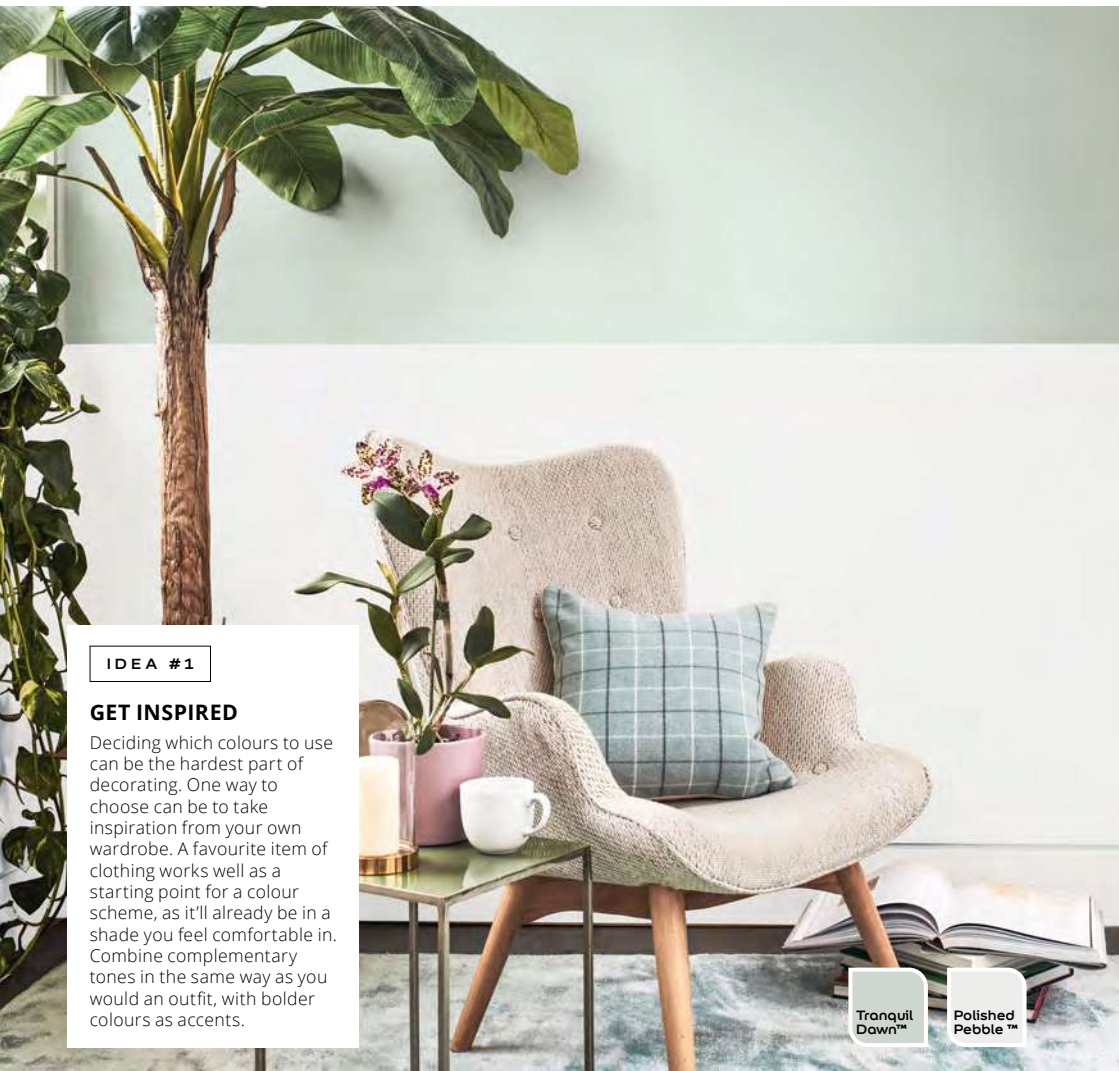 IDEA #1
GET INSPIRED
Deciding which colours to use
can be the hardest part of
decorating. One way to
choose can be to take
inspiration from your own
wardrobe. A favourite item of
clothing works well as a
starting point for a colour
scheme, as it’ll already be in a
shade you feel comfortable in.
Combine complementary
tones in the same way as you
would an outfit, with bolder
colours as accents.
Tranquil
Dawn™
Polished
Pebble ™